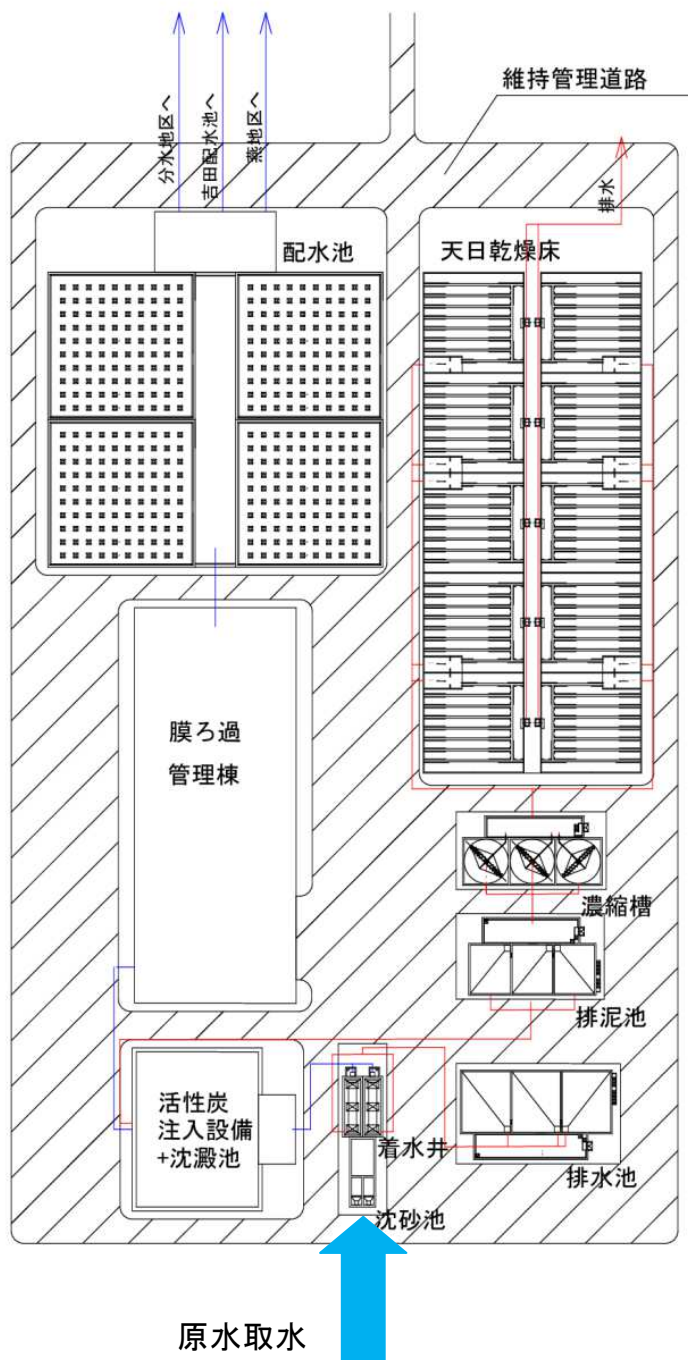 維持管理道路
分水地区へ
吉田配水池へ
燕地区へ
排水
配水池
天日乾燥床
膜ろ過
管理棟
濃縮槽
排泥池
活性炭
注入設備
+沈澱池
着水井
排水池
沈砂池
原水取水